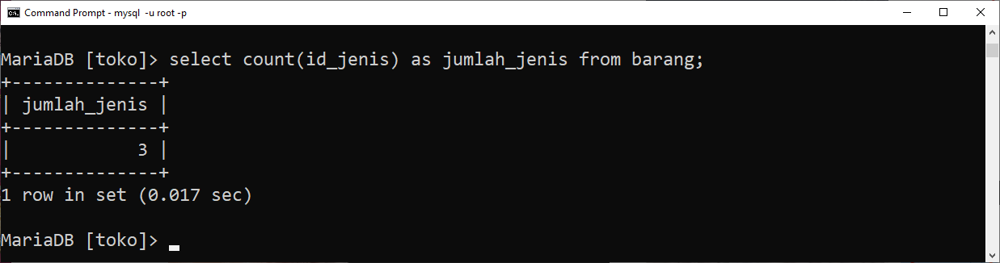 Command Prompt - mysql -u root -p
MariaDB [toko]> select count(id_jenis) as jumlah_jenis from barang;
+--------------+
| jumlah_jenis |
+--------------+
|            3 |
+--------------+
1 row in set (0.017 sec)
MariaDB [toko]>